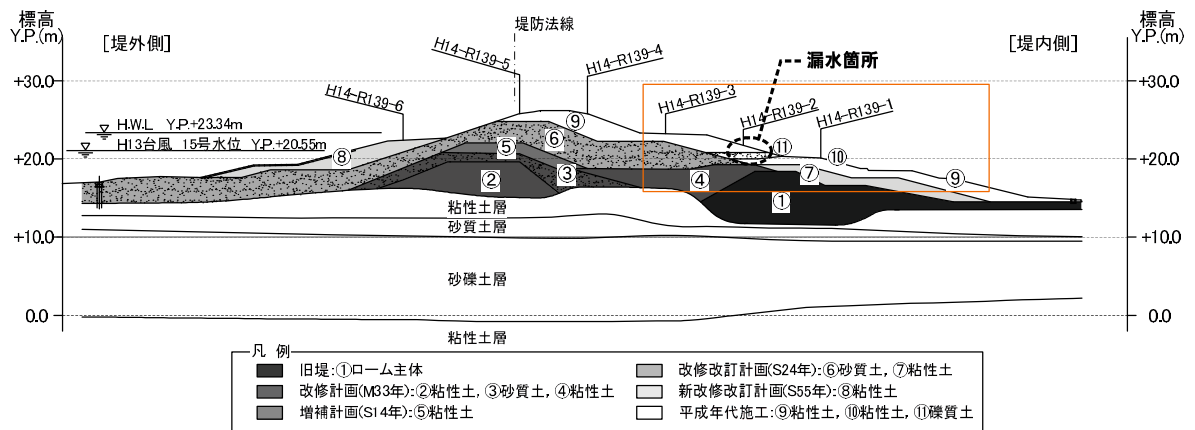 標高
Y.P.(m)
[堤外側]
堤防法線
[堤内側]
標高
Y.P.(m)
H14-R139-5
H14-R139-4
漏水箇所
+30.0
H14-R139-6
H14-R139-3
H14-R139-2
H14-R139-1
+30.0
H.W.L Y.P.+23.34m
H13台風 15号水位 Y.P.+20.55m
+20.0
⑧
⑤
⑥
⑨
⑪
⑩
+20.0
②
③
④
⑦
⑨
①
粘性土層
砂質土層
+10.0
+10.0
砂礫土層
0.0
0.0
粘性土層
凡 例
旧堤:①ローム主体
改修計画(M33年):②粘性土, ③砂質土, ④粘性土
増補計画(S14年):⑤粘性土
改修改訂計画(S24年):⑥砂質土, ⑦粘性土
新改修改訂計画(S55年):⑧粘性土
平成年代施工:⑨粘性土, ⑩粘性土, ⑪礫質土